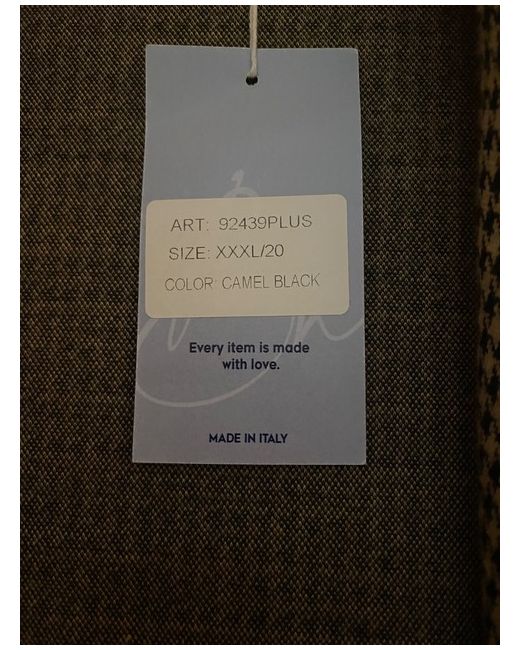 ART: 92439PLUS
SIZE: XXXL/20
COLOR: CAMEL BLACK
Every item is made
with love.
MADE IN ITALY